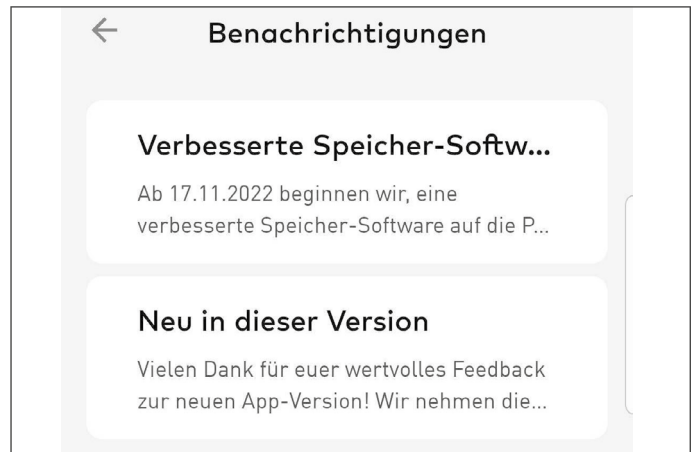 Benachrichtigungen
Verbesserte Speicher-Softw...
Ab 17.11.2022 beginnen wir, eine
verbesserte Speicher-Software auf die P...
Neu in dieser Version
Vielen Dank für euer wertvolles Feedback
zur neuen App-Version! Wir nehmen die...